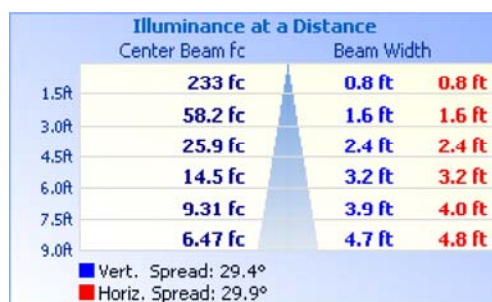 Illuminance at a Distance
Center Beam fc Beam Width
1.5ft 233 fc 0.8 ft 0.8 ft
3.0ft 58.2 fc 1.6 ft 1.6 ft
4.5ft 25.9 fc 2.4 ft 2.4 ft
6.0ft 14.5 fc 3.2 ft 3.2 ft
7.5ft 9.31 fc 3.9 ft 4.0 ft
9.0ft 6.47 fc 4.7 ft 4.8 ft
Vert. Spread: 29.4°
Horiz. Spread: 29.9°